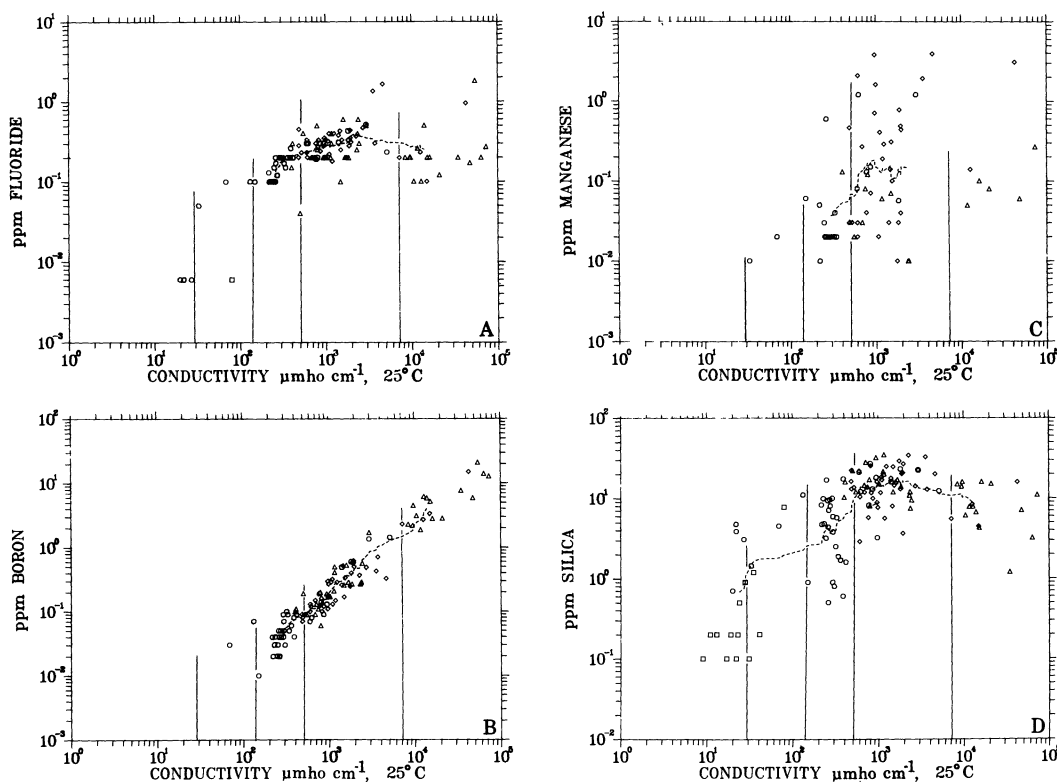 10¹
10⁰
10⁻¹
10⁻²
10⁻³
ppm FLUORIDE
A
10⁰ 10¹ 10² 10³ 10⁴ 10⁵
CONDUCTIVITY µmho cm⁻¹, 25°C
10¹
10⁰
10⁻¹
10⁻²
10⁻³
ppm MANGANESE
C
10⁰ 10¹ 10² 10³ 10⁴ 10⁵
CONDUCTIVITY µmho cm⁻¹, 25°C
10²
10¹
10⁰
10⁻¹
10⁻²
10⁻³
ppm BORON
B
10⁰ 10¹ 10² 10³ 10⁴ 10⁵
CONDUCTIVITY µmho cm⁻¹, 25°C
10²
10¹
10⁰
10⁻¹
10⁻²
ppm SILICA
D
10⁰ 10¹ 10² 10³ 10⁴ 10⁵
CONDUCTIVITY µmho cm⁻¹, 25°C